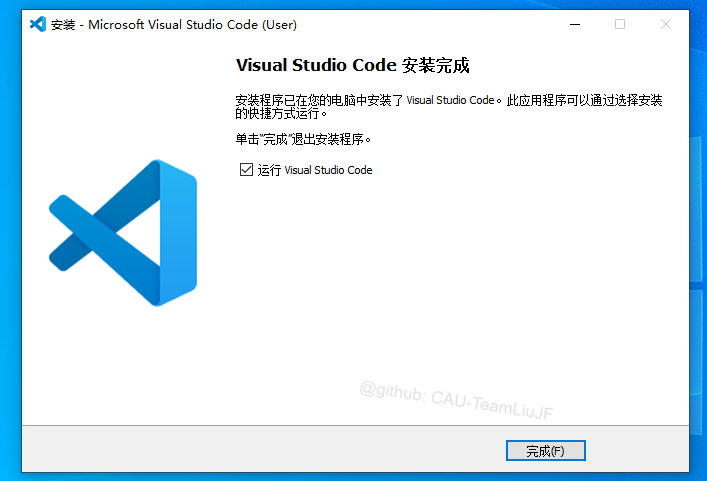 安装 - Microsoft Visual Studio Code (User)
Visual Studio Code 安装完成
安装程序已在您的电脑中安装了 Visual Studio Code。此应用程序可以通过选择安装
的快捷方式运行。
单击"完成"退出安装程序。
运行 Visual Studio Code
@github: CAU-TeamLiuJF
完成(F)